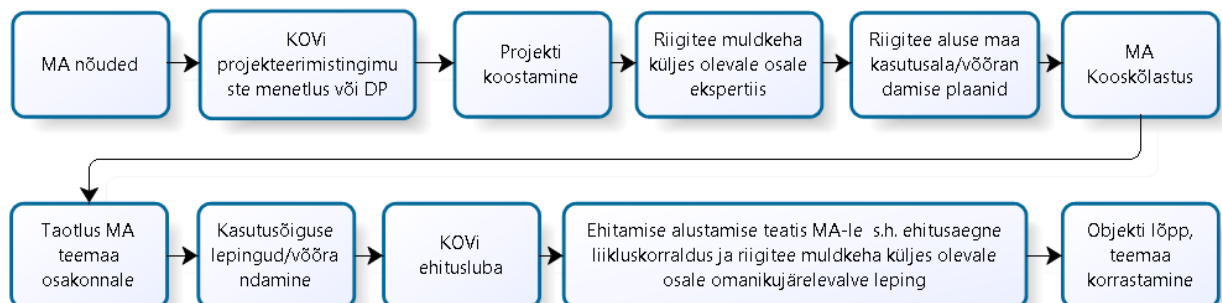 MA nõuded
KOVi
projekteerimistingimu
ste menetlus või DP
Projekti
koostamine
Riigitee muldkeha
küljes olevale osale
ekspertiis
Riigitee aluse maa
kasutusala/võõran
damise plaanid
MA
Kooskõlastus
Taotlus MA
teemaa
osakonnale
Kasutusõiguse
lepingud/võõra
ndamine
KOVi
ehitusluba
Ehitamise alustamise teatis MA-le s.h. ehitusaegne
liikluskorraldus ja riigitee muldkeha küljes olevale
osale omanikujärelevalve leping
Objekti lõpp,
teemaa
korrastamine